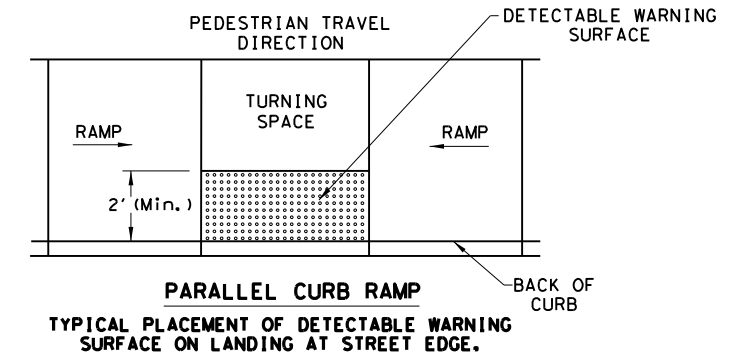 PEDESTRIAN TRAVEL
DIRECTION
DETECTABLE WARNING
SURFACE
TURNING
SPACE
RAMP
RAMP
2' (Min.)
BACK OF
CURB
PARALLEL CURB RAMP
TYPICAL PLACEMENT OF DETECTABLE WARNING
SURFACE ON LANDING AT STREET EDGE.